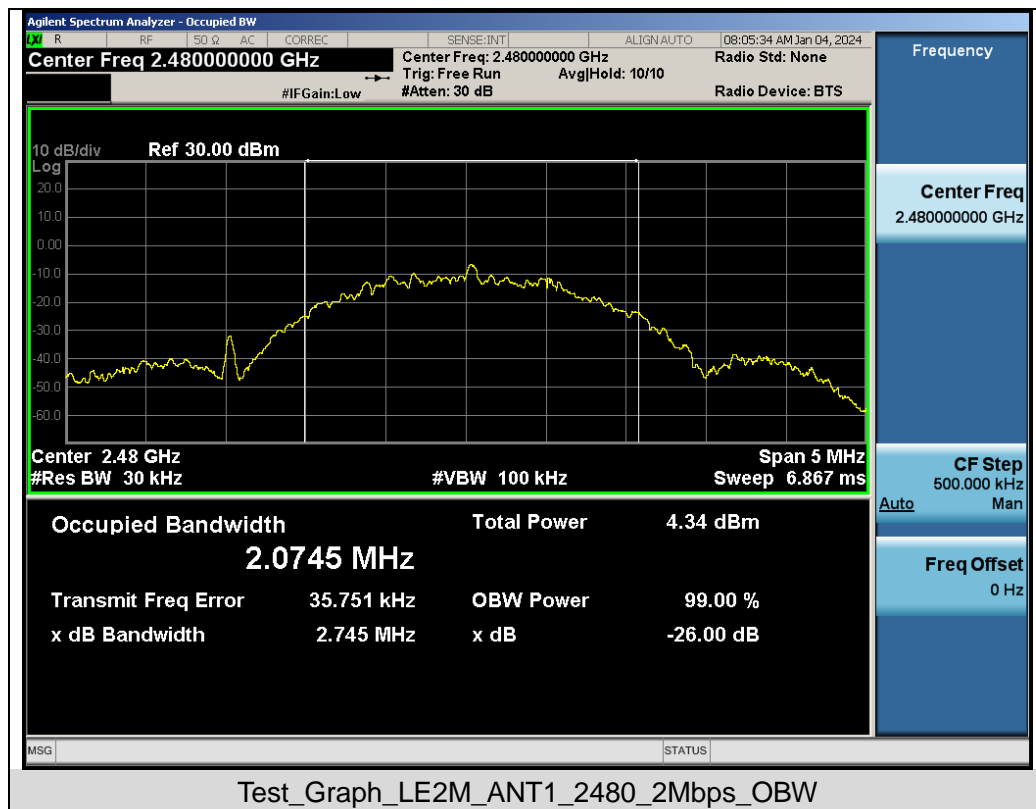 Agilent Spectrum Analyzer - Occupied BW
LXI R RF 50 Ω AC CORREC SENSE:INT ALIGN AUTO 08:05:34 AM Jan 04, 2024
Center Freq 2.480000000 GHz
Center Freq: 2.480000000 GHz
Radio Std: None
Trig: Free Run Avg|Hold: 10/10
#IFGain:Low
#Atten: 30 dB
Radio Device: BTS
Frequency
10 dB/div Ref 30.00 dBm
Log
20.0
10.0
0.00
-10.0
-20.0
-30.0
-40.0
-50.0
-60.0
Center 2.48 GHz Span 5 MHz
#Res BW 30 kHz #VBW 100 kHz Sweep 6.867 ms
Center Freq
2.480000000 GHz
CF Step
500.000 kHz
Auto Man
Freq Offset
0 Hz
Occupied Bandwidth Total Power 4.34 dBm
2.0745 MHz
Transmit Freq Error 35.751 kHz OBW Power 99.00 %
x dB Bandwidth 2.745 MHz x dB -26.00 dB
MSG STATUS
Test_Graph_LE2M_ANT1_2480_2Mbps_OBW